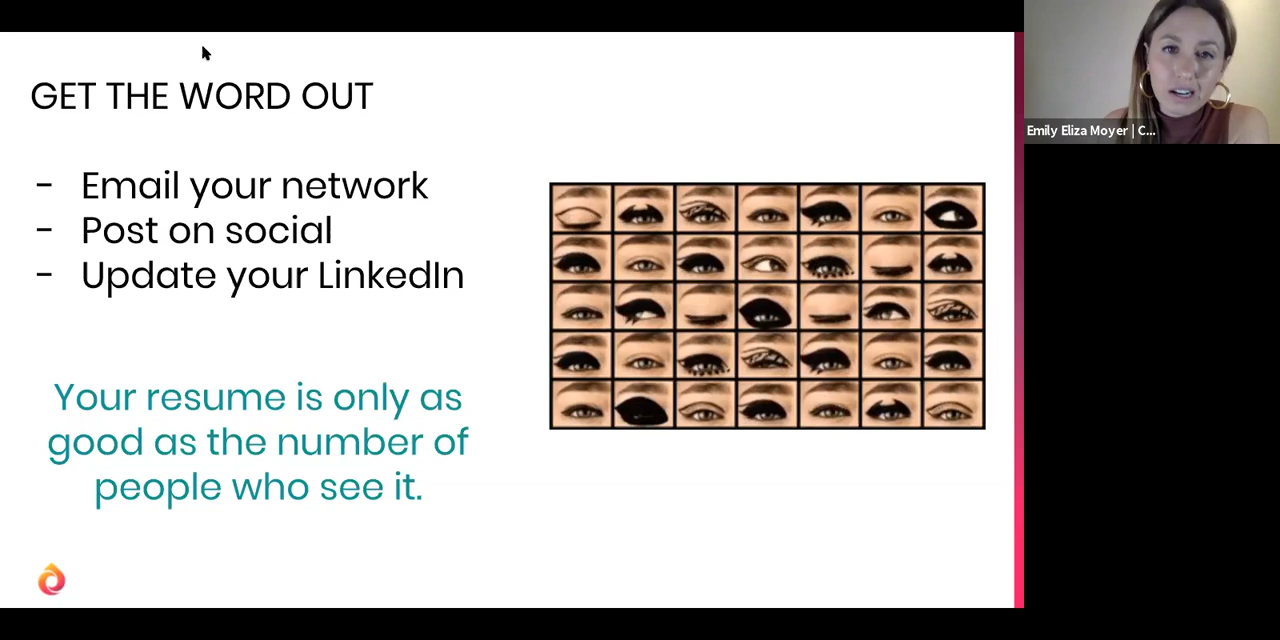 GET THE WORD OUT
- Email your network
- Post on social
- Update your LinkedIn
Your resume is only as
good as the number of
people who see it.
Emily Eliza Moyer | C...